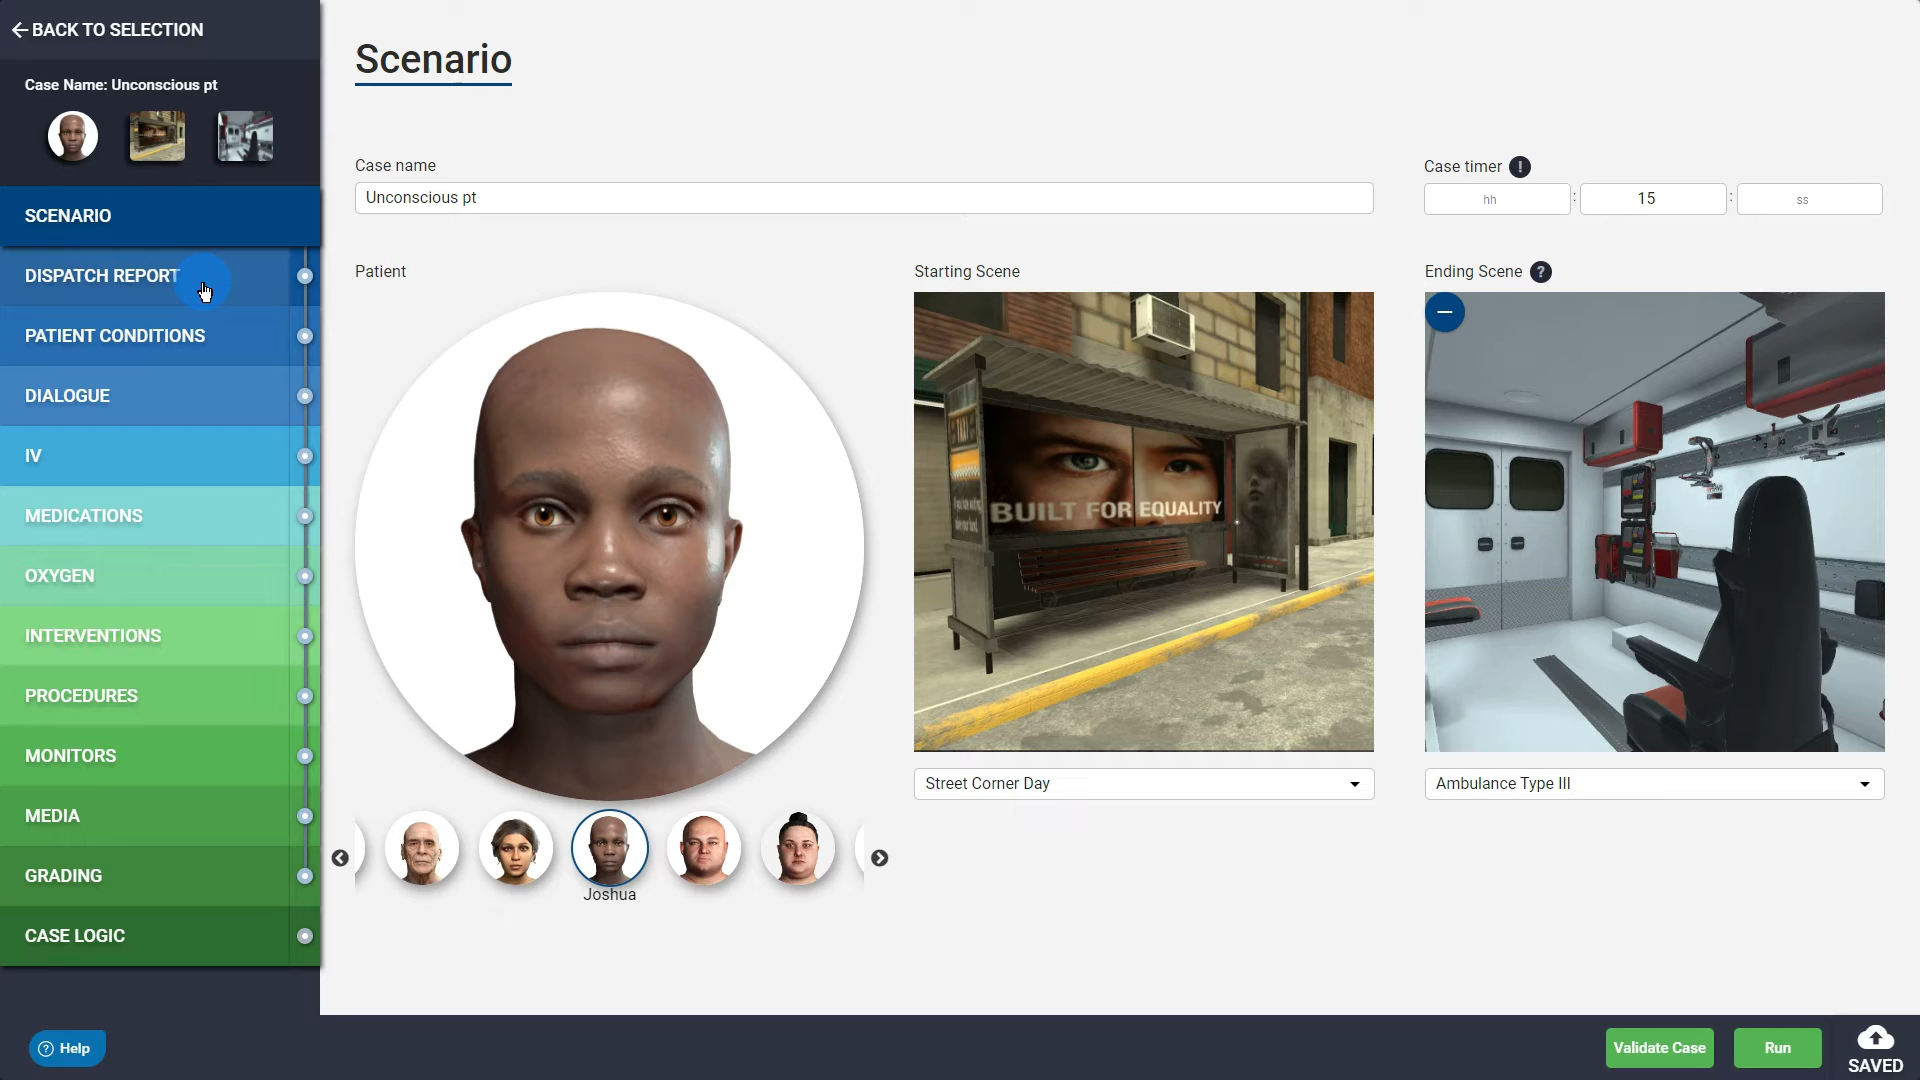 BACK TO SELECTION
Case Name: Unconscious pt
SCENARIO
DISPATCH REPORT
PATIENT CONDITIONS
DIALOGUE
IV
MEDICATIONS
OXYGEN
INTERVENTIONS
PROCEDURES
MONITORS
MEDIA
GRADING
CASE LOGIC
? Help
Scenario
Case name
Unconscious pt
Case timer !
hh : 15 : ss
Patient
Joshua
Starting Scene
TAXI
BUILT FOR EQUALITY
Street Corner Day
Ending Scene ?
Ambulance Type III
Validate Case
Run
SAVED